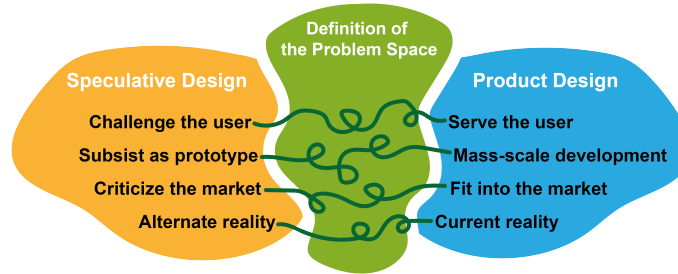 Definition of
the Problem Space
Speculative Design
Challenge the user
Subsist as prototype
Criticize the market
Alternate reality
Product Design
Serve the user
Mass-scale development
Fit into the market
Current reality